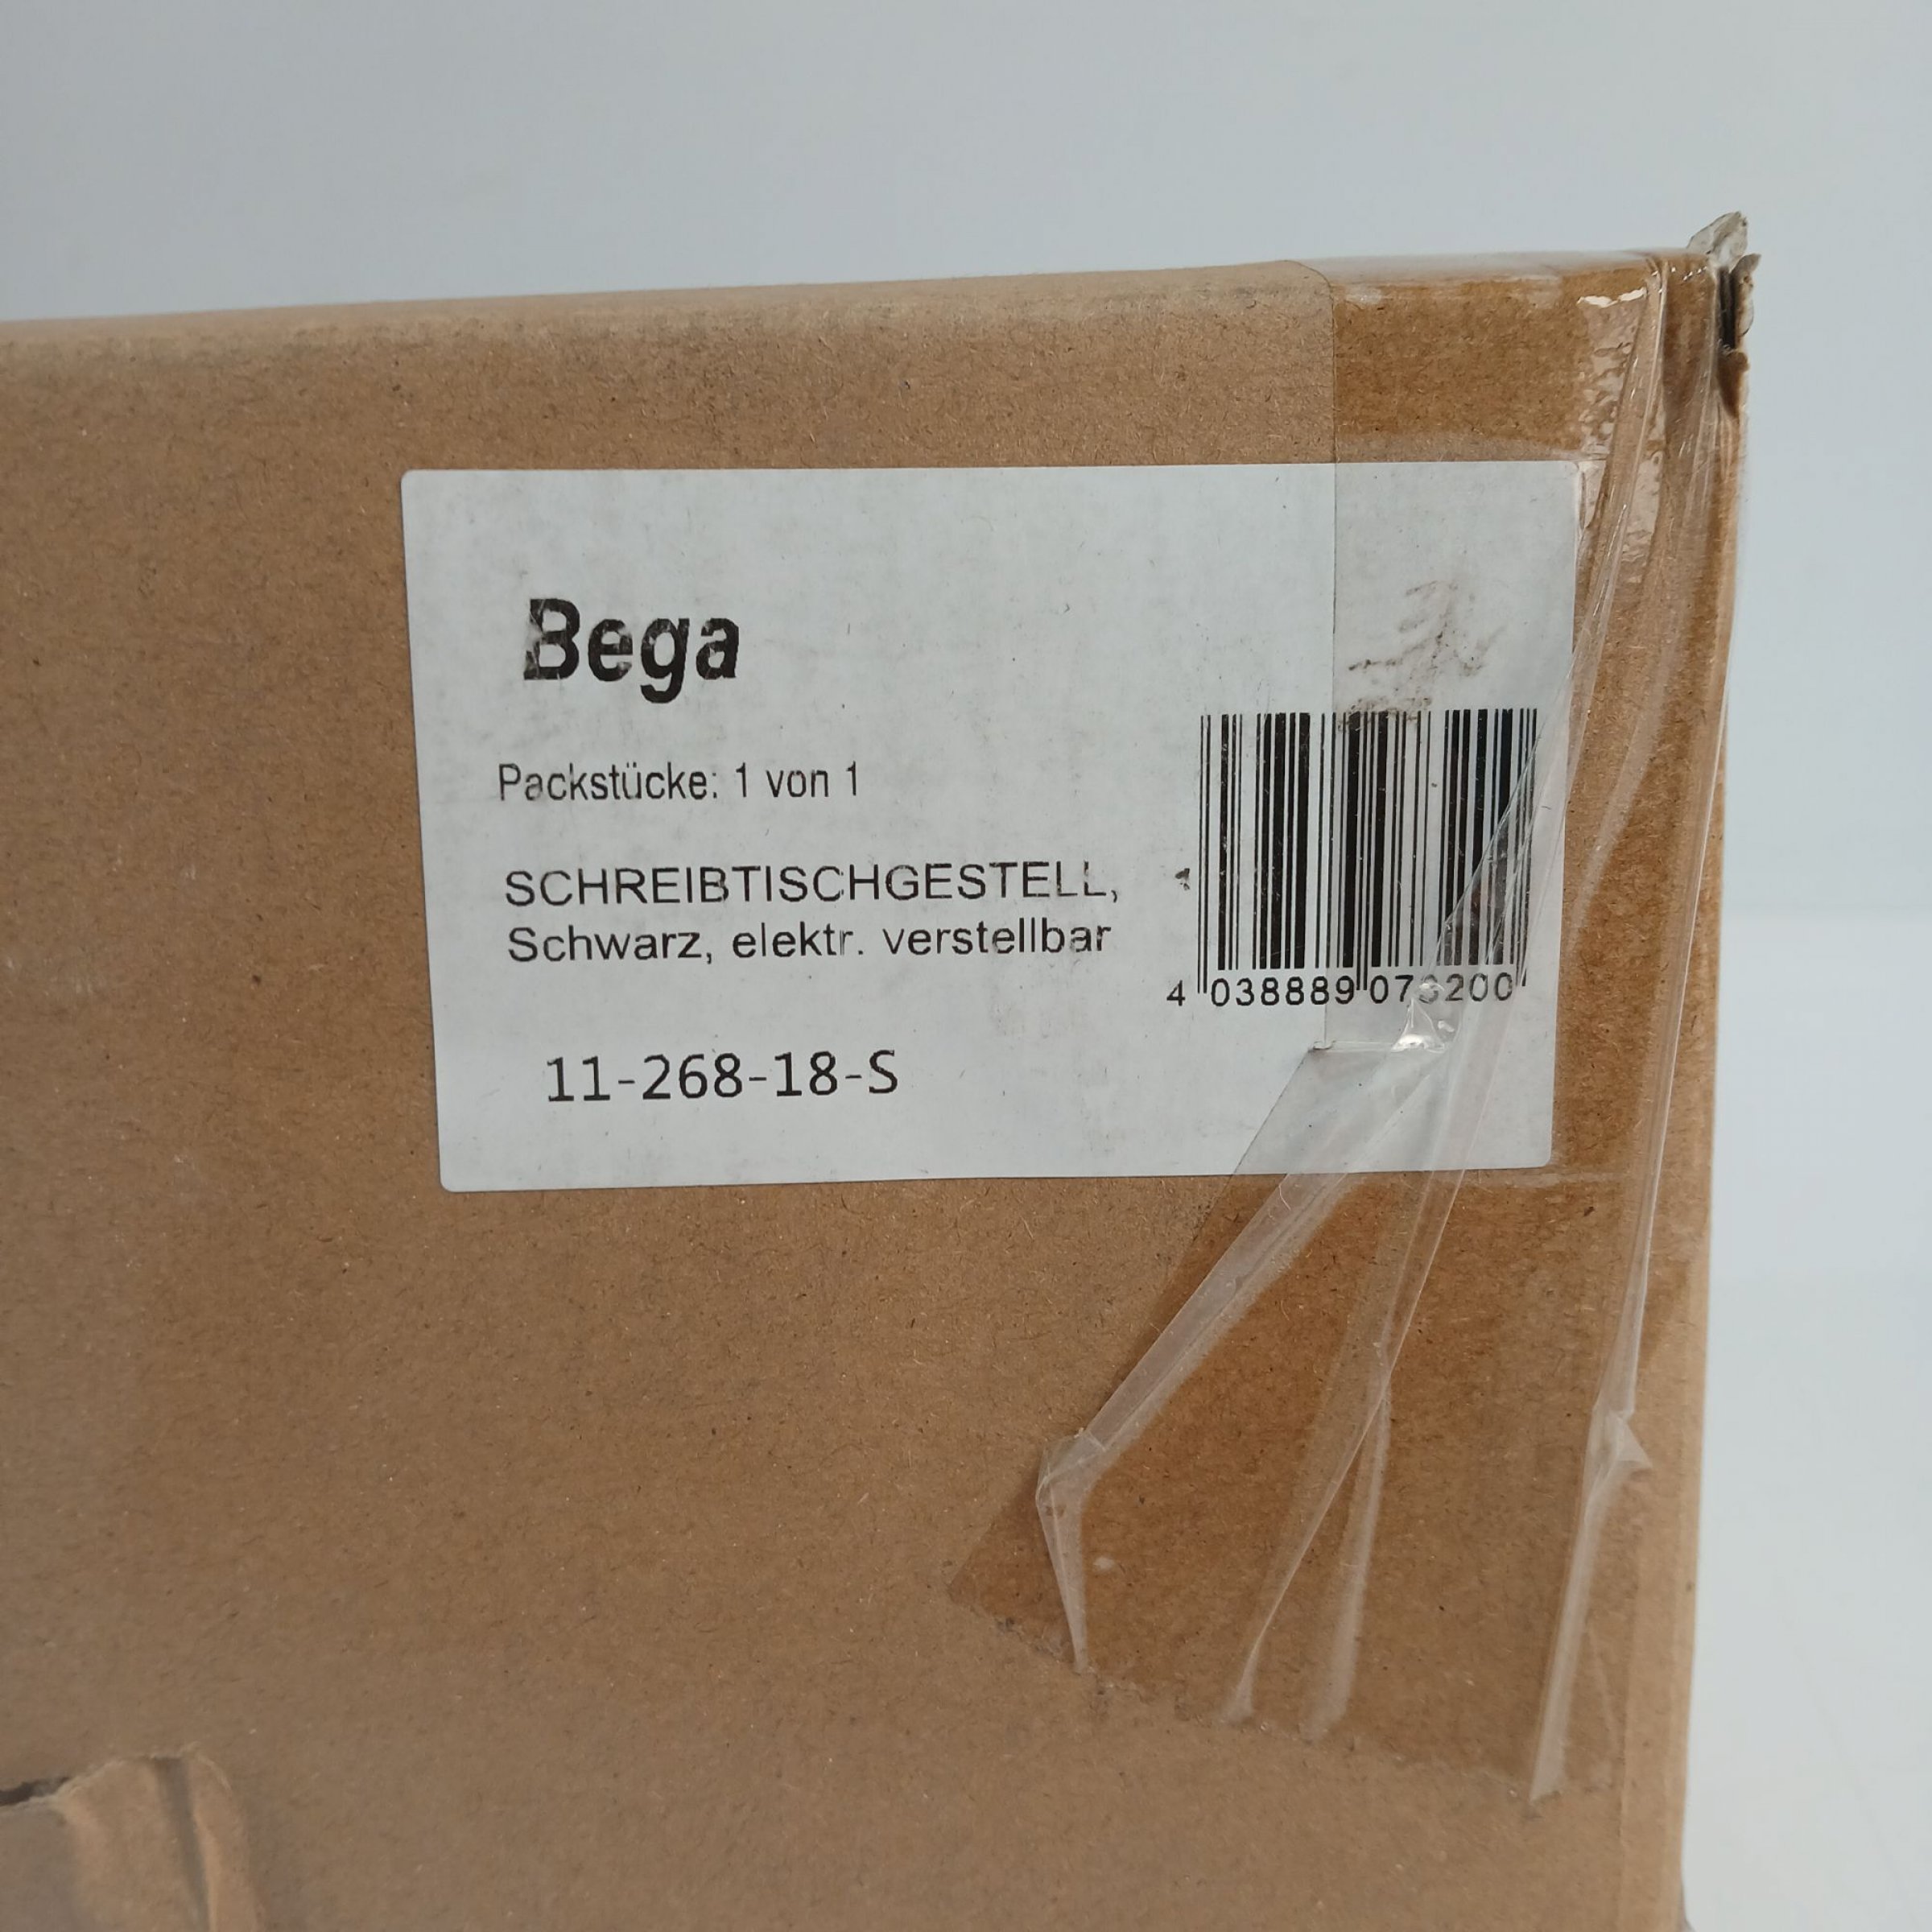 Bega
Packstücke: 1 von 1
SCHREIBTISCHGESTELL,
Schwarz, elektr. verstellbar
11-268-18-S